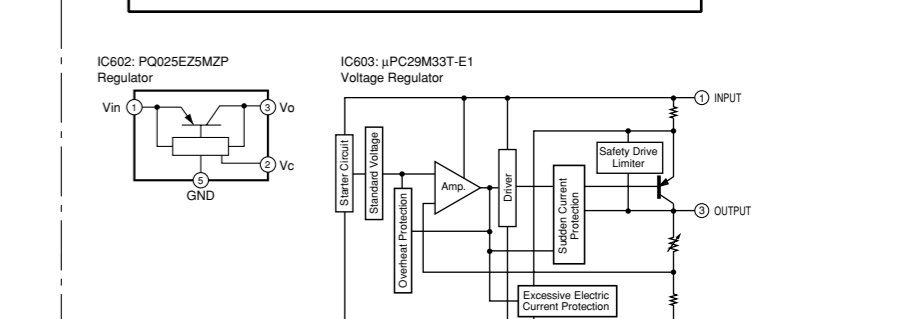 IC602: PQ025EZ5MZP
Regulator
Vin
1
3
Vo
2
Vc
5
GND
IC603: μPC29M33T-E1
Voltage Regulator
1
INPUT
Starter Circuit
Standard Voltage
Overheat Protection
Amp.
Driver
Sudden Current
Protection
Safety Drive
Limiter
3
OUTPUT
Excessive Electric
Current Protection